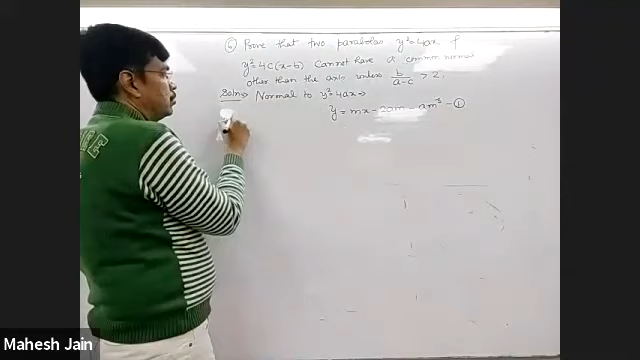 (6) Prove that two parabolas y² = 4ax &
y² = 4c(x-b) cannot have a common normal
other than the axis unless b/(a-c) > 2.
Soln → Normal to y² = 4ax →
y = mx - 2am - am³ - ①
Mahesh Jain